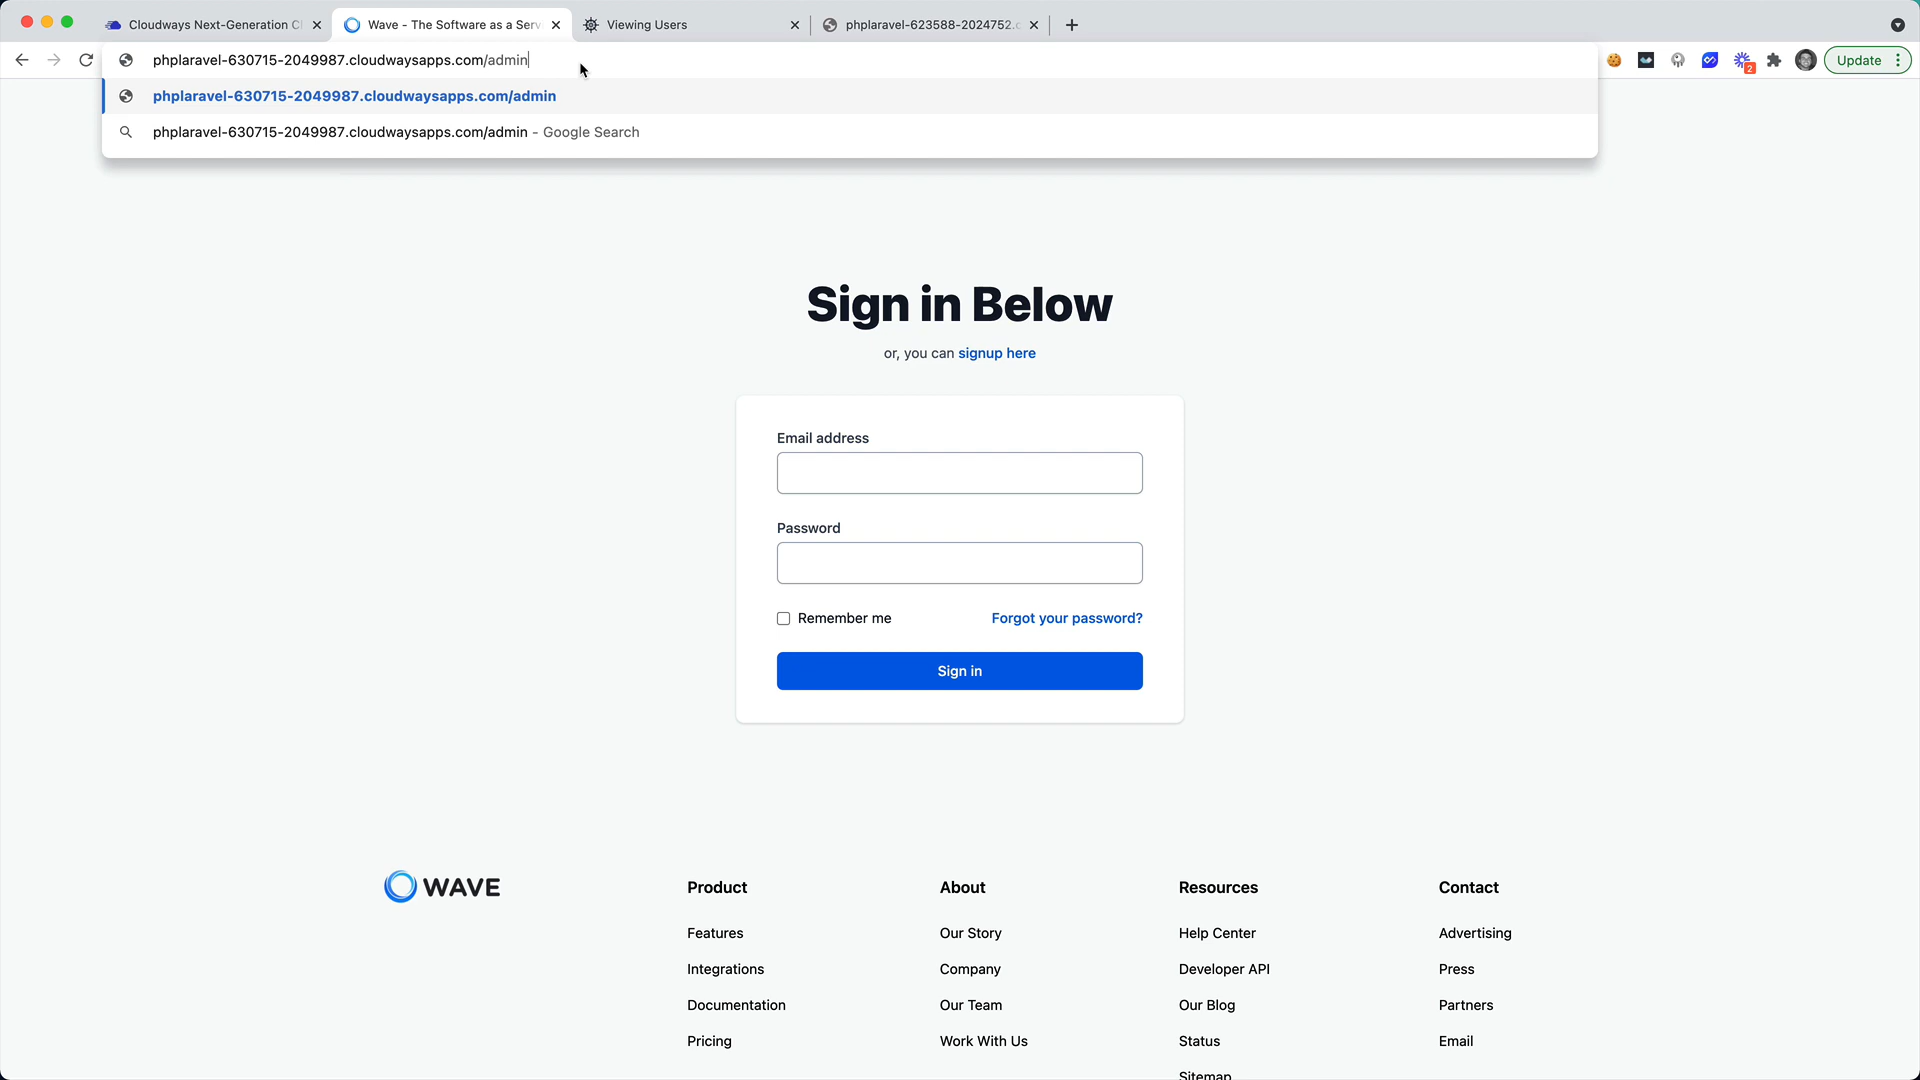 Cloudways Next-Generation Cl
Wave - The Software as a Serv
Viewing Users
phplaravel-623588-2024752.c
phplaravel-630715-2049987.cloudwaysapps.com/admin
2
Update
phplaravel-630715-2049987.cloudwaysapps.com/admin
phplaravel-630715-2049987.cloudwaysapps.com/admin - Google Search
Sign in Below
or, you can signup here
Email address
Password
Remember me
Forgot your password?
Sign in
WAVE
Product
Features
Integrations
Documentation
Pricing
About
Our Story
Company
Our Team
Work With Us
Resources
Help Center
Developer API
Our Blog
Status
Sitemap
Contact
Advertising
Press
Partners
Email